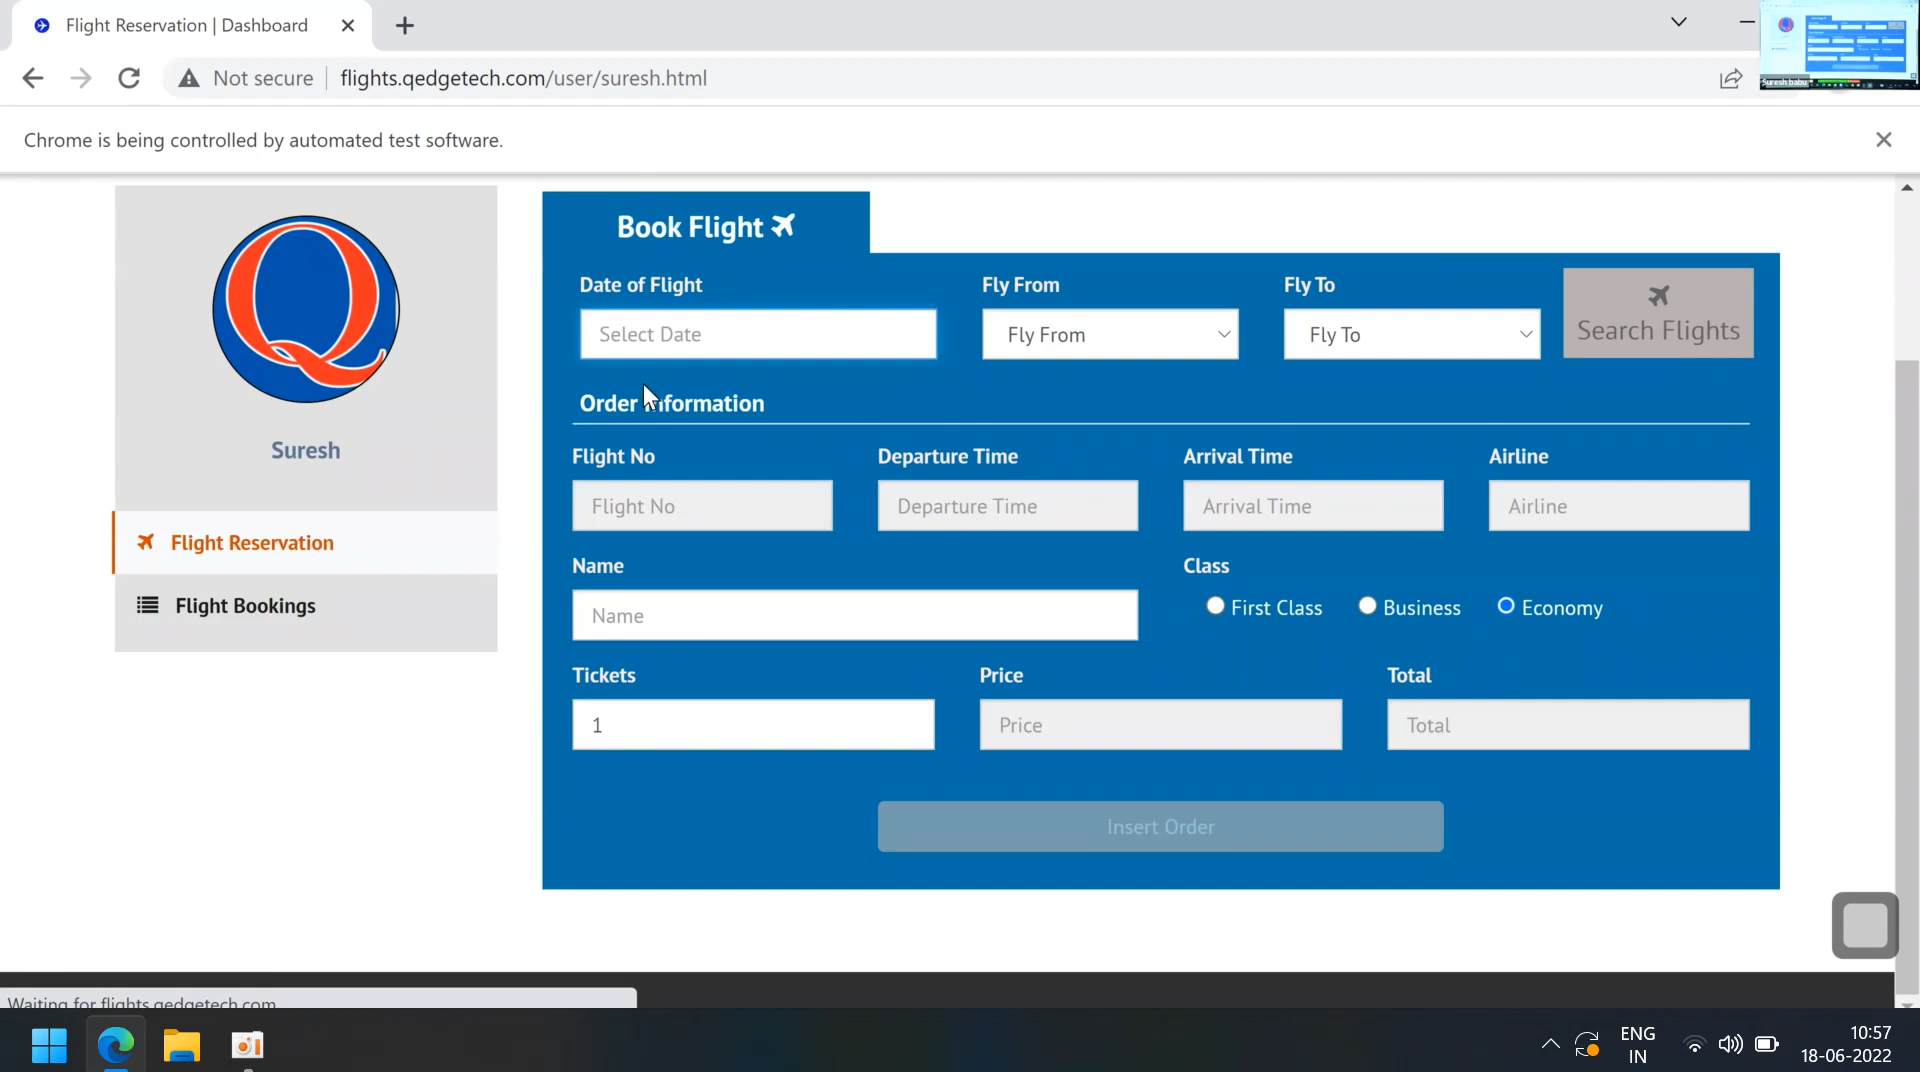 Flight Reservation | Dashboard
Not secure
flights.qedgetech.com/user/suresh.html
Suresh babu
Chrome is being controlled by automated test software.
Q
Suresh
Flight Reservation
Flight Bookings
Book Flight
Date of Flight
Fly From
Fly To
Select Date
Fly From
Fly To
Search Flights
Order Information
Flight No
Departure Time
Arrival Time
Airline
Flight No
Departure Time
Arrival Time
Airline
Name
Class
Name
First Class
Business
Economy
Tickets
Price
Total
1
Price
Total
Insert Order
Waiting for flights.qedgetech.com...
ENG
IN
10:57
18-06-2022